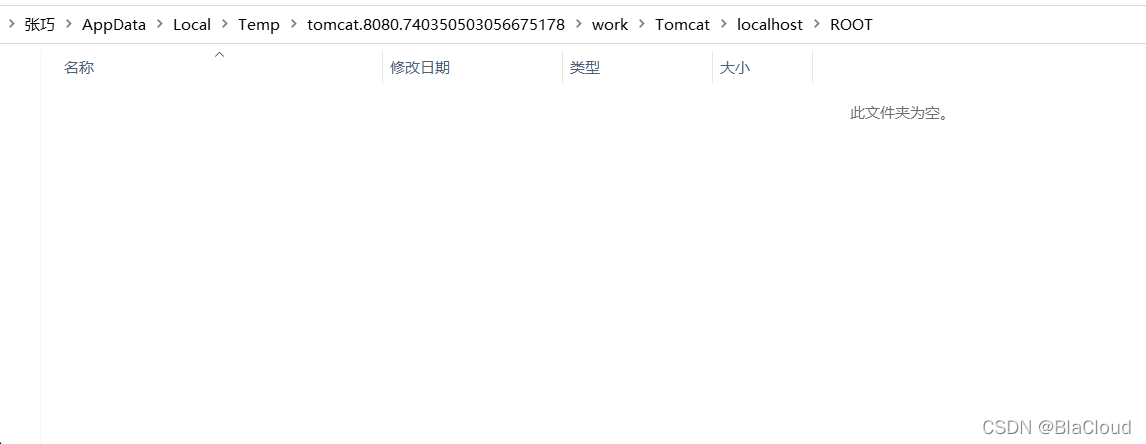 张巧 AppData Local Temp tomcat.8080.740350503056675178 work Tomcat localhost ROOT
名称 修改日期 类型 大小
此文件夹为空。
CSDN @BlaCloud